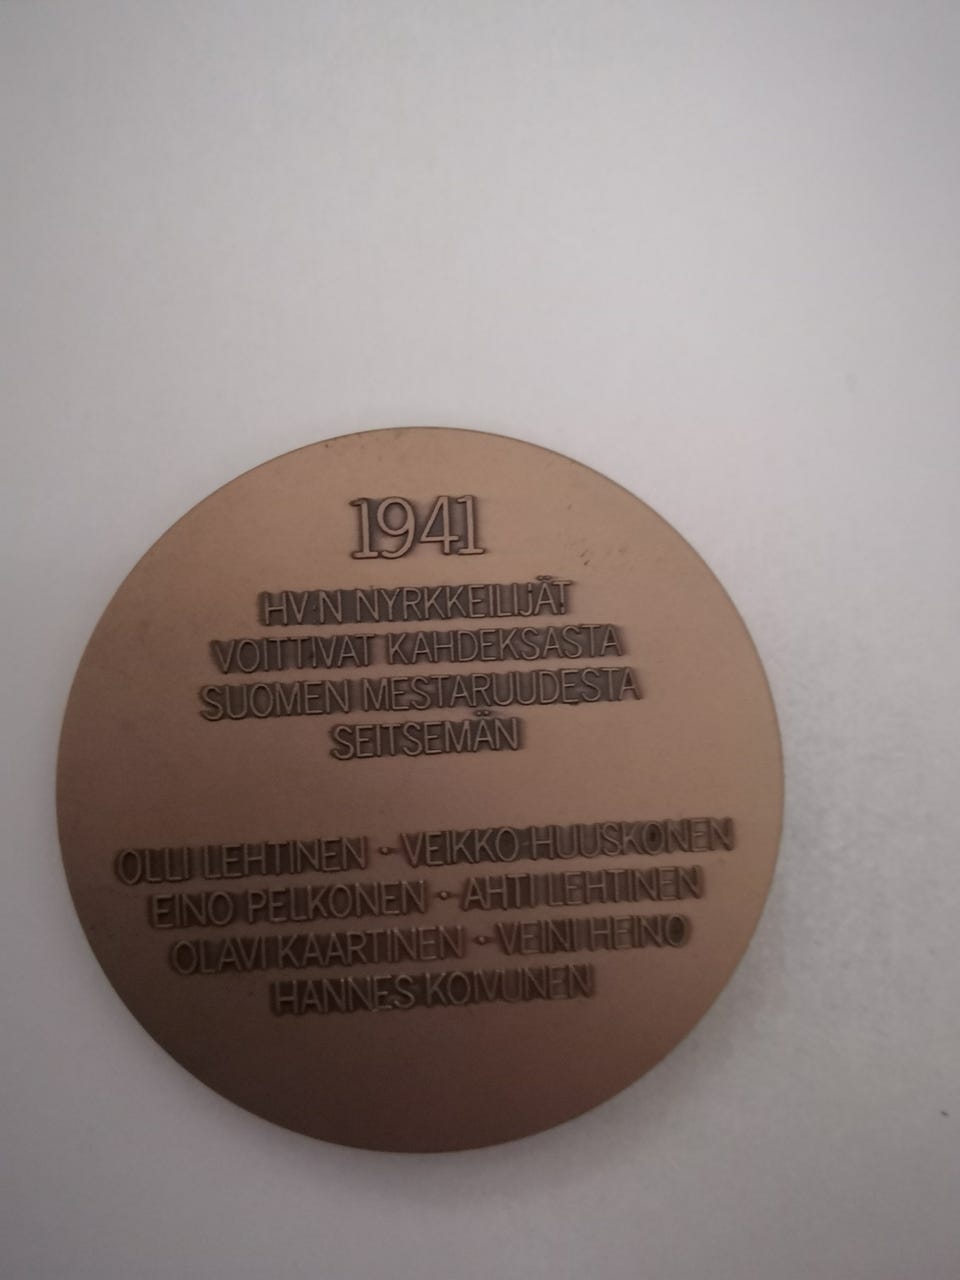 1941
HV:N NYRKKEILIJÄT
VOITTIVAT KAHDEKSASTA
SUOMEN MESTARUUDESTA
SEITSEMÄN
OLLI LEHTINEN · VEIKKO HUUSKONEN
EINO PELKONEN · AHTI LEHTINEN
OLAVI KAARTINEN · VEINI HEINO
HANNES KOIVUNEN